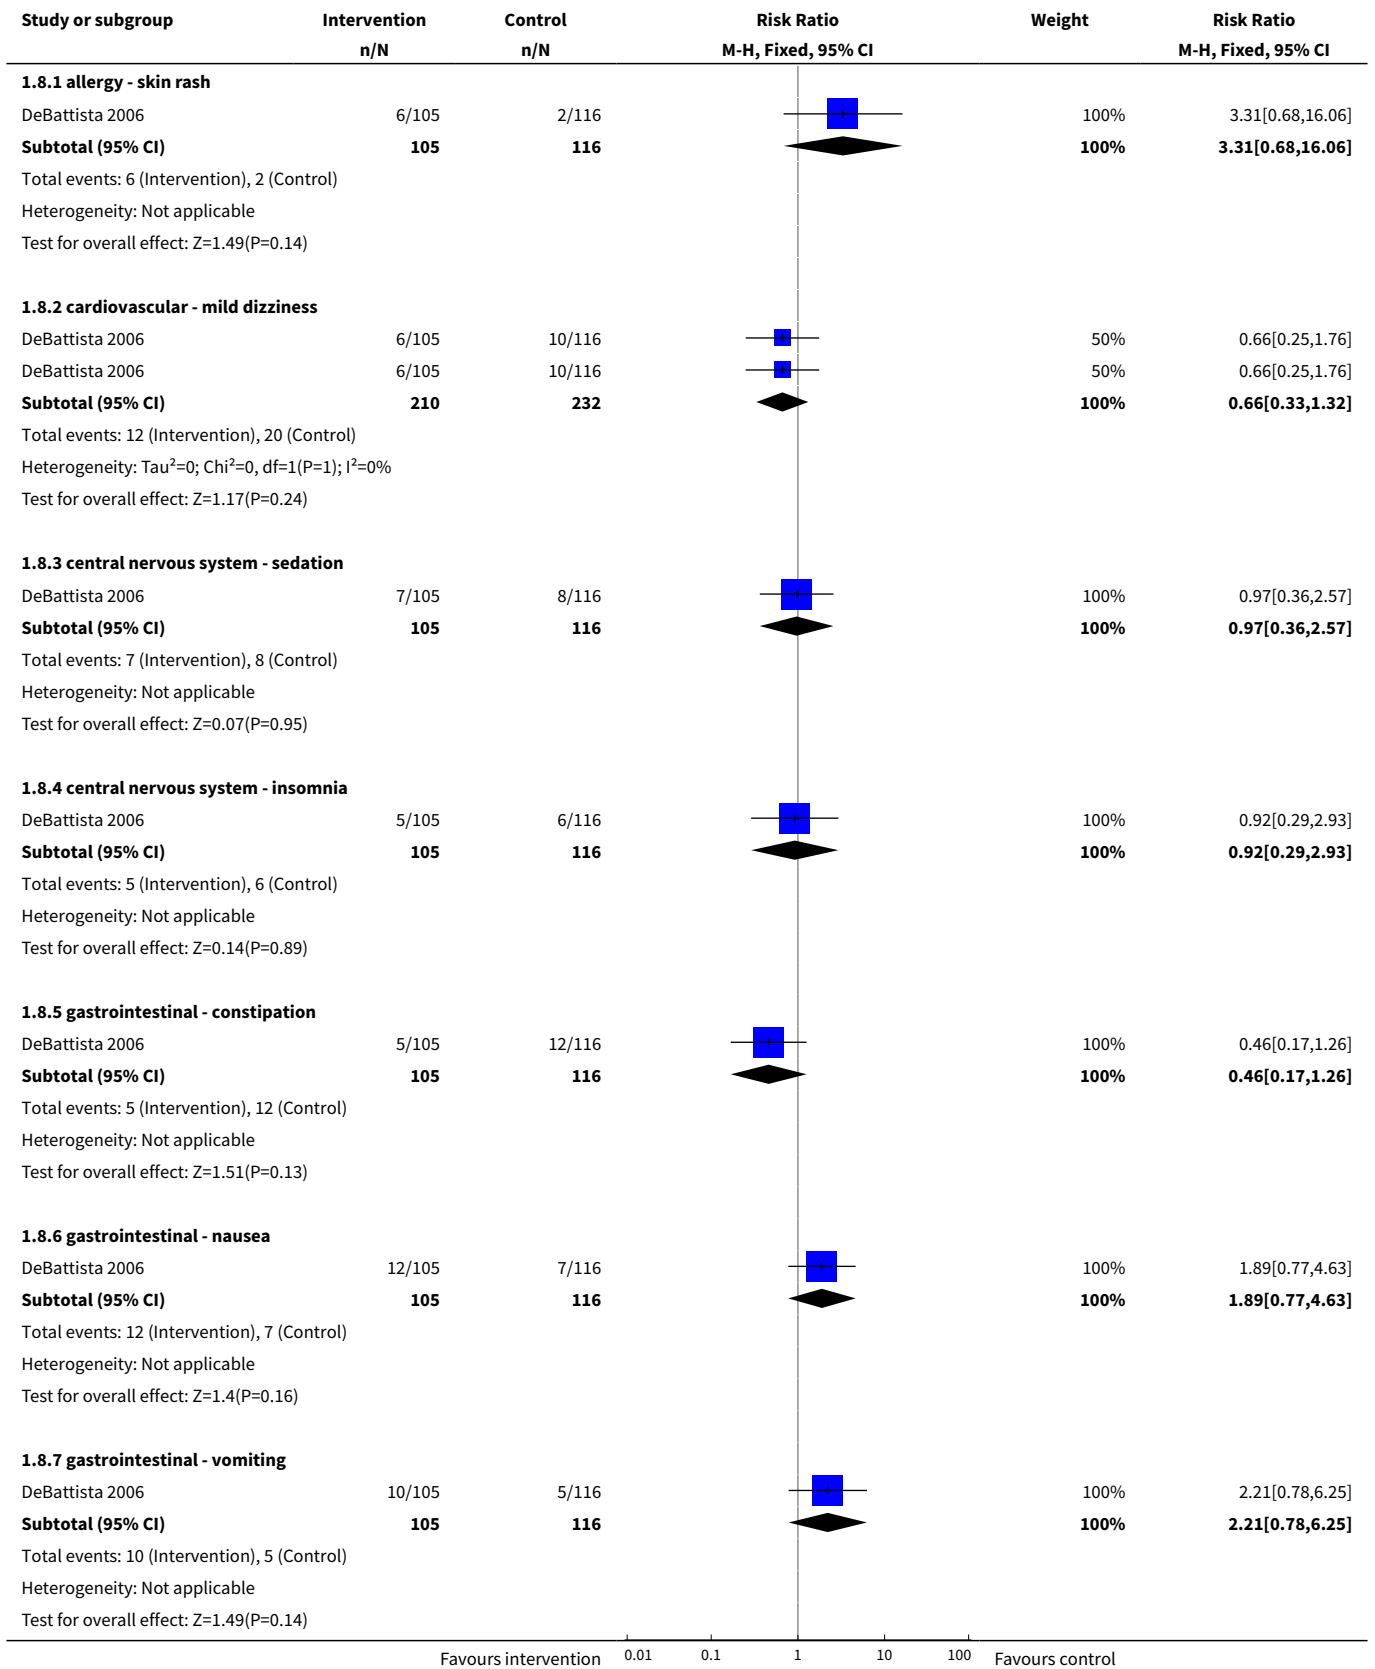 Study or subgroup Intervention Control Risk Ratio Weight Risk Ratio
n/N n/N M-H, Fixed, 95% CI M-H, Fixed, 95% CI
1.8.1 allergy - skin rash
DeBattista 2006 6/105 2/116 100% 3.31[0.68,16.06]
Subtotal (95% CI) 105 116 100% 3.31[0.68,16.06]
Total events: 6 (Intervention), 2 (Control)
Heterogeneity: Not applicable
Test for overall effect: Z=1.49(P=0.14)
1.8.2 cardiovascular - mild dizziness
DeBattista 2006 6/105 10/116 50% 0.66[0.25,1.76]
DeBattista 2006 6/105 10/116 50% 0.66[0.25,1.76]
Subtotal (95% CI) 210 232 100% 0.66[0.33,1.32]
Total events: 12 (Intervention), 20 (Control)
Heterogeneity: Tau²=0; Chi²=0, df=1(P=1); I²=0%
Test for overall effect: Z=1.17(P=0.24)
1.8.3 central nervous system - sedation
DeBattista 2006 7/105 8/116 100% 0.97[0.36,2.57]
Subtotal (95% CI) 105 116 100% 0.97[0.36,2.57]
Total events: 7 (Intervention), 8 (Control)
Heterogeneity: Not applicable
Test for overall effect: Z=0.07(P=0.95)
1.8.4 central nervous system - insomnia
DeBattista 2006 5/105 6/116 100% 0.92[0.29,2.93]
Subtotal (95% CI) 105 116 100% 0.92[0.29,2.93]
Total events: 5 (Intervention), 6 (Control)
Heterogeneity: Not applicable
Test for overall effect: Z=0.14(P=0.89)
1.8.5 gastrointestinal - constipation
DeBattista 2006 5/105 12/116 100% 0.46[0.17,1.26]
Subtotal (95% CI) 105 116 100% 0.46[0.17,1.26]
Total events: 5 (Intervention), 12 (Control)
Heterogeneity: Not applicable
Test for overall effect: Z=1.51(P=0.13)
1.8.6 gastrointestinal - nausea
DeBattista 2006 12/105 7/116 100% 1.89[0.77,4.63]
Subtotal (95% CI) 105 116 100% 1.89[0.77,4.63]
Total events: 12 (Intervention), 7 (Control)
Heterogeneity: Not applicable
Test for overall effect: Z=1.4(P=0.16)
1.8.7 gastrointestinal - vomiting
DeBattista 2006 10/105 5/116 100% 2.21[0.78,6.25]
Subtotal (95% CI) 105 116 100% 2.21[0.78,6.25]
Total events: 10 (Intervention), 5 (Control)
Heterogeneity: Not applicable
Test for overall effect: Z=1.49(P=0.14)
Favours intervention 0.01 0.1 1 10 100 Favours control